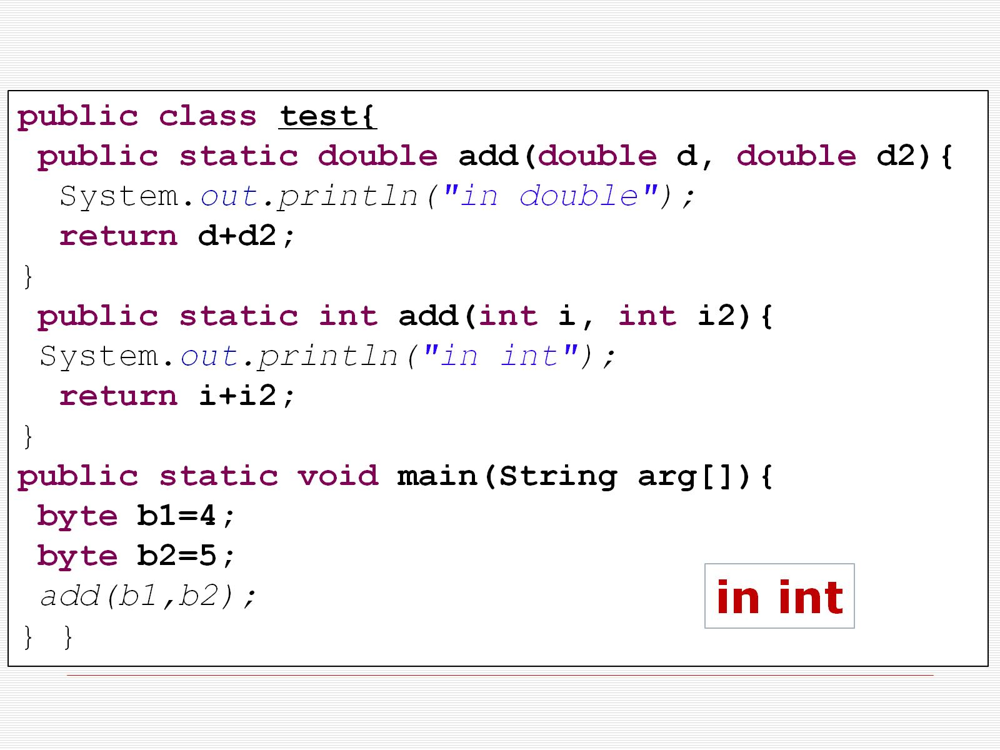 public class test{
public static double add(double d, double d2){
System.out.println("in double");
return d+d2;
}
public static int add(int i, int i2){
System.out.println("in int");
return i+i2;
}
public static void main(String arg[]){
byte b1=4;
byte b2=5;
add(b1,b2);
} }
in int